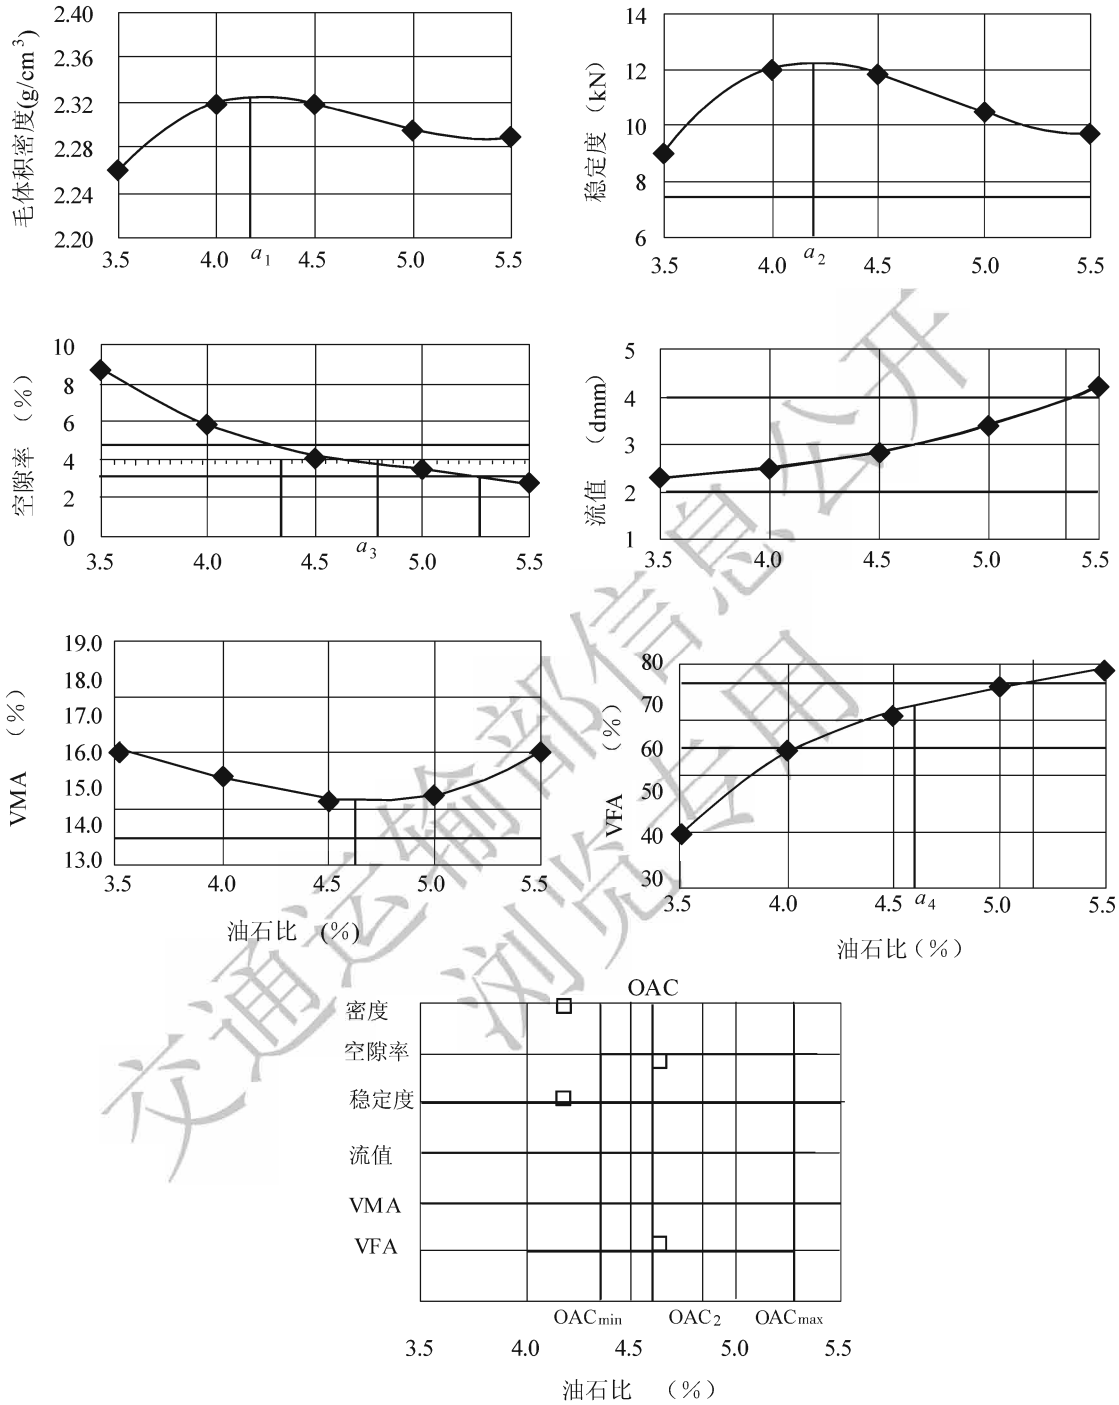 毛体积密度(g/cm³)
2.40
2.36
2.32
2.28
2.24
2.20
3.5 4.0 a₁ 4.5 5.0 5.5
稳定度（kN）
14
12
10
8
6
3.5 4.0 a₂ 4.5 5.0 5.5
空隙率（%）
10
8
6
4
2
0
3.5 4.0 4.5 a₃ 5.0 5.5
流值（dmm）
5
4
3
2
1
3.5 4.0 4.5 5.0 5.5
VMA（%）
19.0
18.0
17.0
16.0
15.0
14.0
13.0
3.5 4.0 4.5 5.0 5.5
油石比 (%)
VFA（%）
80
70
60
50
40
30
3.5 4.0 4.5 a₄ 5.0 5.5
油石比（%）
OAC
密度
空隙率
稳定度
流值
VMA
VFA
OACmin OAC₂ OACmax
3.5 4.0 4.5 5.0 5.5
油石比 （%）
交通运输部信息公开
浏览专用